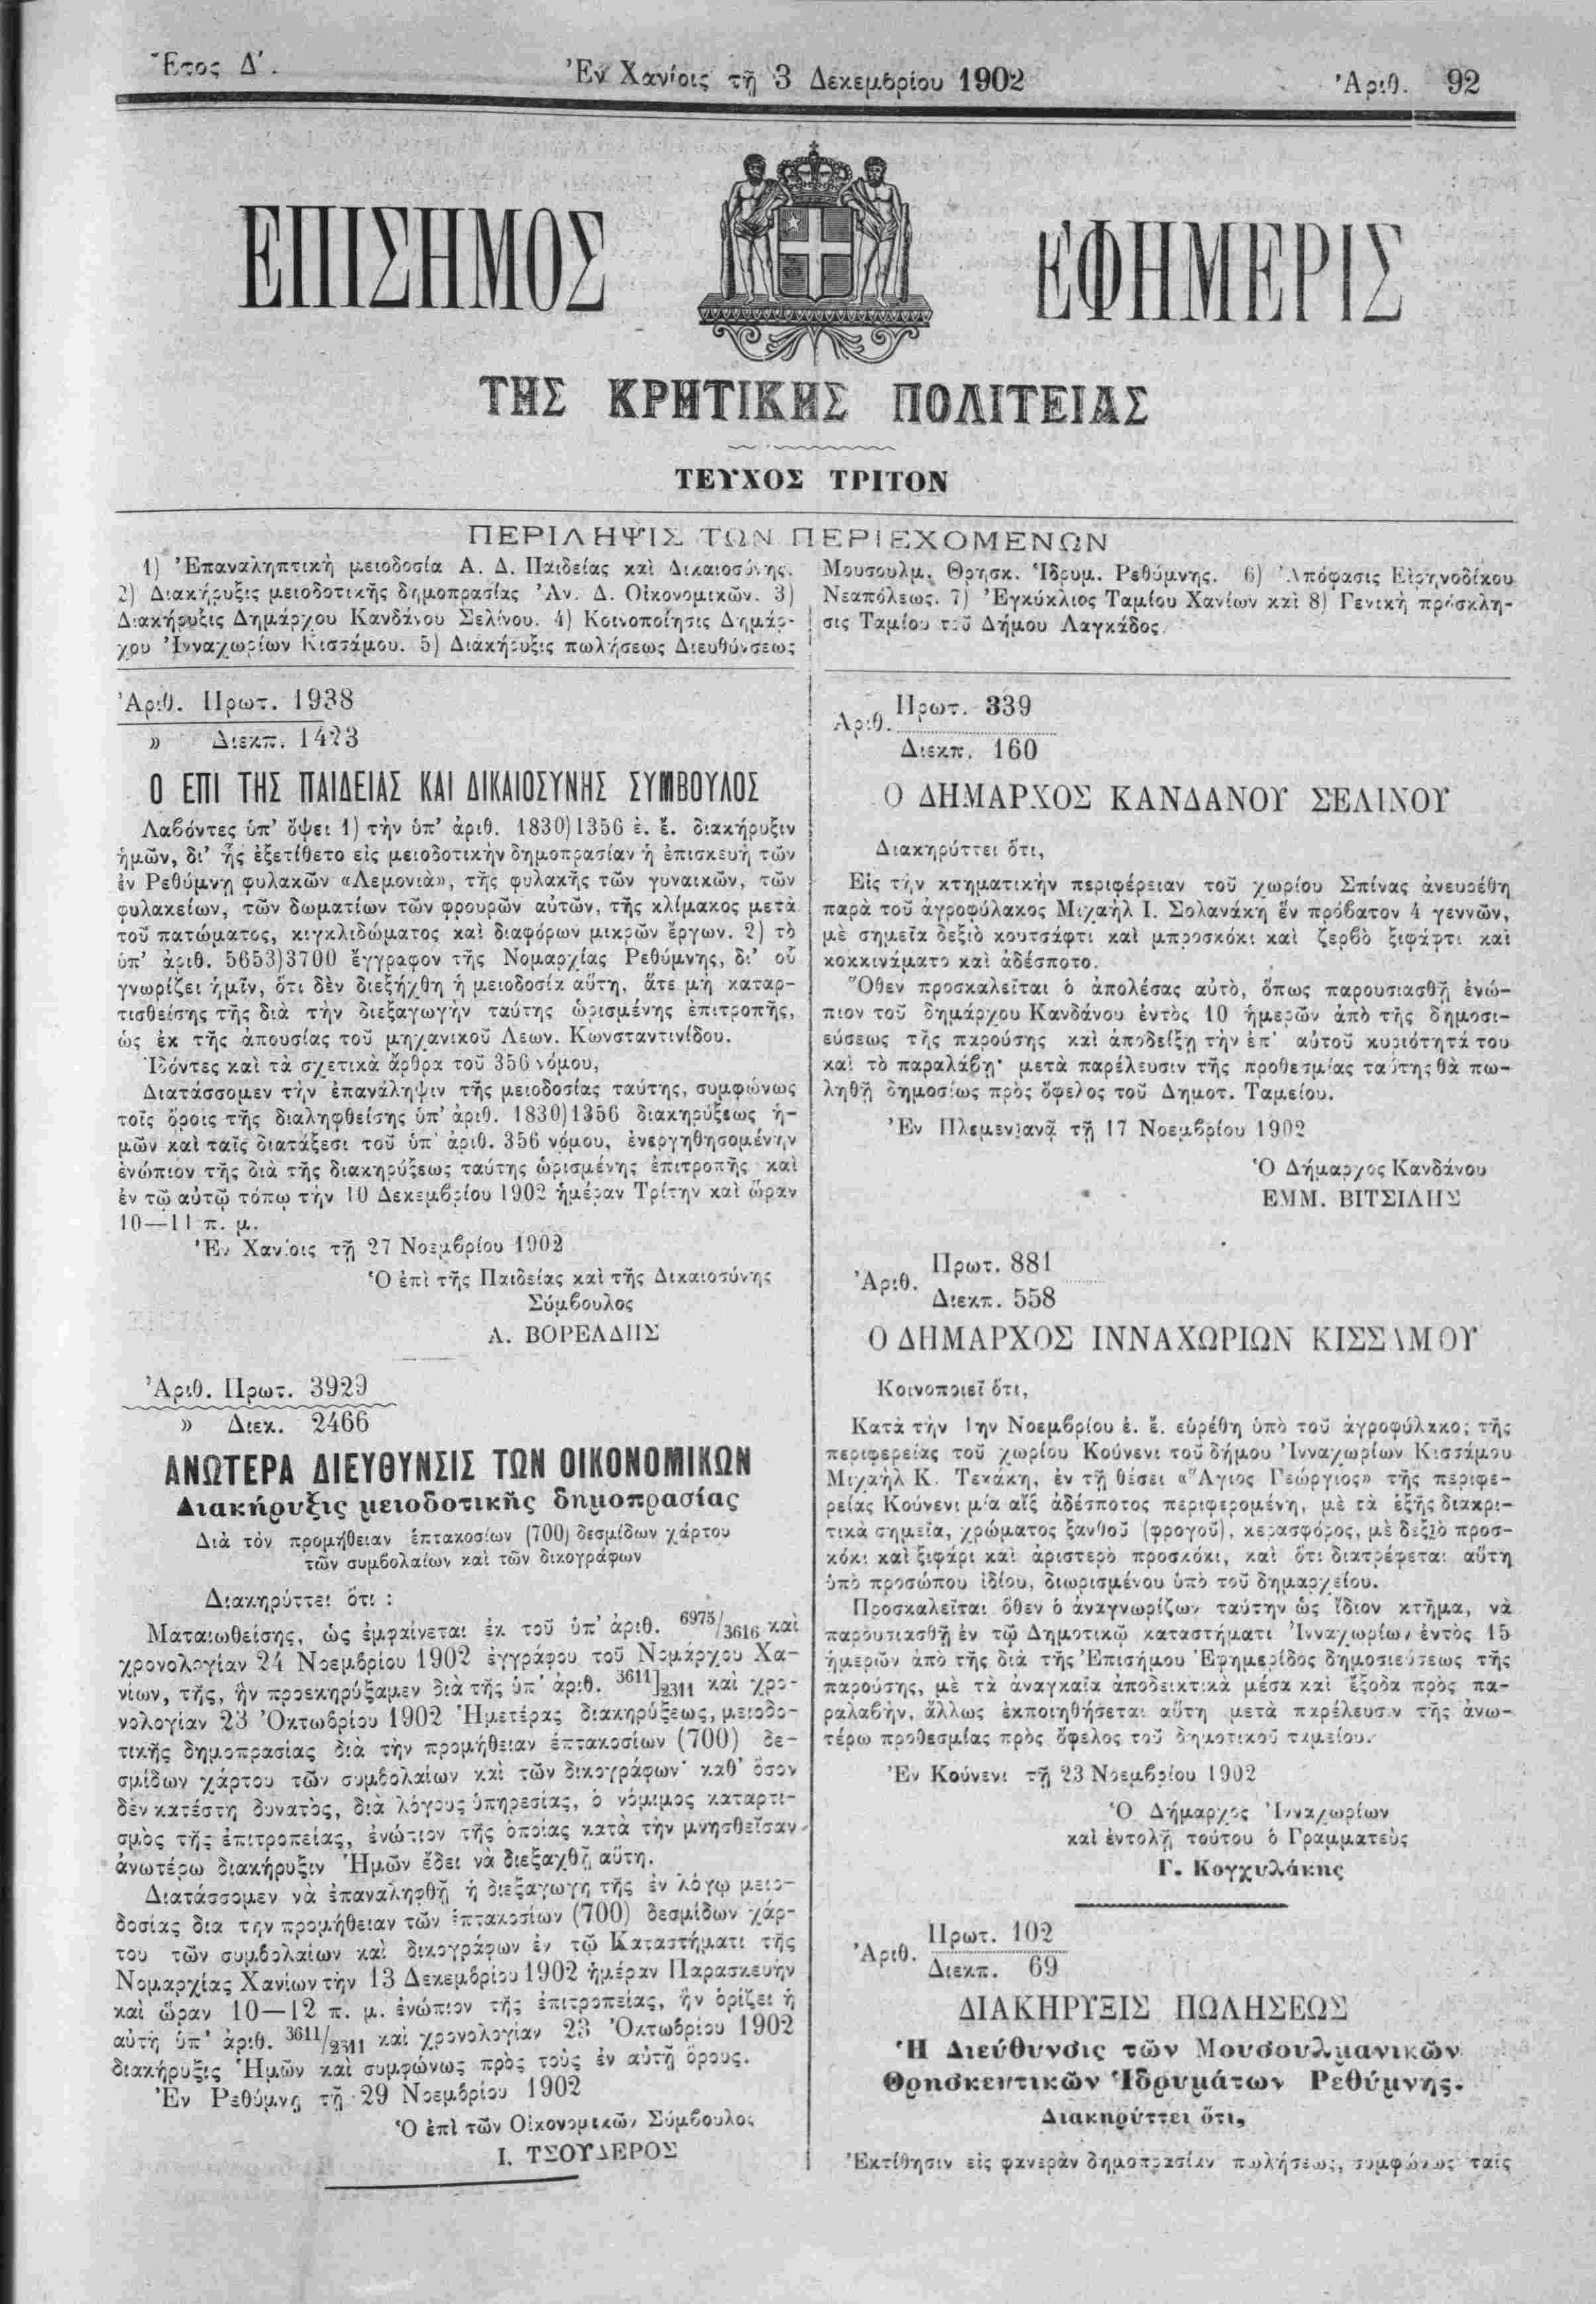 Ἔτος Δ΄.
Ἐν Χανίοις τῇ 3 Δεκεμβρίου 1902
Ἀριθ. 92
ΕΠΙΣΗΜΟΣ ΕΦΗΜΕΡΙΣ
ΤΗΣ ΚΡΗΤΙΚΗΣ ΠΟΛΙΤΕΙΑΣ
ΤΕΥΧΟΣ ΤΡΙΤΟΝ
ΠΕΡΙΛΗΨΙΣ ΤΩΝ ΠΕΡΙΕΧΟΜΕΝΩΝ
1) Ἐπαναληπτικὴ μειοδοσία Α. Δ. Παιδείας καὶ Δικαιοσύνης.
2) Διακήρυξις μειοδοτικῆς δημοπρασίας Ἀν. Δ. Οἰκονομικῶν. 3)
Διακήρυξις Δημάρχου Κανδάνου Σελίνου. 4) Κοινοποίησις Δημάρ-
χου Ἰνναχωρίων Κισσάμου. 5) Διακήρυξις πωλήσεως Διευθύνσεως
Μουσουλμ. Θρησκ. Ἱδρυμ. Ρεθύμνης. 6) Ἀπόφασις Εἰρηνοδίκου
Νεαπόλεως. 7) Ἐγκύκλιος Ταμίου Χανίων καὶ 8) Γενικὴ πρόσκλη-
σις Ταμίου τοῦ Δήμου Λαγκάδος.
Ἀριθ. Πρωτ. 1938
» Διεκπ. 1423
Ο ΕΠΙ ΤΗΣ ΠΑΙΔΕΙΑΣ ΚΑΙ ΔΙΚΑΙΟΣΥΝΗΣ ΣΥΜΒΟΥΛΟΣ
Λαβόντες ὑπ' ὄψει 1) τὴν ὑπ' ἀριθ. 1830)1356 ἐ. ἔ. διακήρυξιν
ἡμῶν, δι' ἧς ἐξετίθετο εἰς μειοδοτικὴν δημοπρασίαν ἡ ἐπισκευὴ τῶν
ἐν Ρεθύμνῃ φυλακῶν «Λεμονιὰ», τῆς φυλακῆς τῶν γυναικῶν, τῶν
φυλακείων, τῶν δωματίων τῶν φρουρῶν αὐτῶν, τῆς κλίμακος μετὰ
τοῦ πατώματος, κιγκλιδώματος καὶ διαφόρων μικρῶν ἔργων. 2) τὸ
ὑπ' ἀριθ. 5653)3700 ἔγγραφον τῆς Νομαρχίας Ρεθύμνης, δι' οὗ
γνωρίζει ἡμῖν, ὅτι δὲν διεξήχθη ἡ μειοδοσία αὕτη, ἅτε μὴ καταρ-
τισθείσης τῆς διὰ τὴν διεξαγωγὴν ταύτης ὡρισμένης ἐπιτροπῆς,
ὡς ἐκ τῆς ἀπουσίας τοῦ μηχανικοῦ Λεων. Κωνσταντινίδου.
Ἰδόντες καὶ τὰ σχετικὰ ἄρθρα τοῦ 356 νόμου,
Διατάσσομεν τὴν ἐπανάληψιν τῆς μειοδοσίας ταύτης, συμφώνως
τοῖς ὅροις τῆς διαληφθείσης ὑπ' ἀριθ. 1830)1356 διακηρύξεως ἡ-
μῶν καὶ ταῖς διατάξεσι τοῦ ὑπ' ἀριθ. 356 νόμου, ἐνεργηθησομένην
ἐνώπιον τῆς διὰ τῆς διακηρύξεως ταύτης ὡρισμένης ἐπιτροπῆς καὶ
ἐν τῷ αὐτῷ τόπῳ τὴν 10 Δεκεμβρίου 1902 ἡμέραν Τρίτην καὶ ὥραν
10—11 π. μ.
Ἐν Χανίοις τῇ 27 Νοεμβρίου 1902
Ὁ ἐπὶ τῆς Παιδείας καὶ τῆς Δικαιοσύνης
Σύμβουλος
Α. ΒΟΡΕΑΔΗΣ
Ἀριθ. Πρωτ. 3929
» Διεκ. 2466
ΑΝΩΤΕΡΑ ΔΙΕΥΘΥΝΣΙΣ ΤΩΝ ΟΙΚΟΝΟΜΙΚΩΝ
Διακήρυξις μειοδοτικῆς δημοπρασίας
Διὰ τὸν προμήθειαν ἑπτακοσίων (700) δεσμίδων χάρτου
τῶν συμβολαίων καὶ τῶν δικογράφων
Διακηρύττει ὅτι :
Ματαιωθείσης, ὡς ἐμφαίνεται ἐκ τοῦ ὑπ' ἀριθ. 6975/3616 καὶ
χρονολογίαν 24 Νοεμβρίου 1902 ἐγγράφου τοῦ Νομάρχου Χα-
νίων, τῆς, ἣν προεκηρύξαμεν διὰ τῆς ὑπ' ἀριθ. 3611]2311 καὶ χρο-
νολογίαν 23 Ὀκτωβρίου 1902 Ἡμετέρας διακηρύξεως, μειοδο-
τικῆς δημοπρασίας διὰ τὴν προμήθειαν ἑπτακοσίων (700) δε-
σμίδων χάρτου τῶν συμβολαίων καὶ τῶν δικογράφων· καθ' ὅσον
δὲν κατέστη δυνατὸς, διὰ λόγους ὑπηρεσίας, ὁ νόμιμος καταρτι-
σμὸς τῆς ἐπιτροπείας, ἐνώπιον τῆς ὁποίας κατὰ τὴν μνησθεῖσαν
ἀνωτέρω διακήρυξιν Ἡμῶν ἔδει νὰ διεξαχθῇ αὕτη.
Διατάσσομεν νὰ ἐπαναληφθῇ ἡ διεξαγωγὴ τῆς ἐν λόγῳ μειο-
δοσίας δια τὴν προμήθειαν τῶν ἑπτακοσίων (700) δεσμίδων χάρ-
του τῶν συμβολαίων καὶ δικογράφων ἐν τῷ Καταστήματι τῆς
Νομαρχίας Χανίων τὴν 13 Δεκεμβρίου 1902 ἡμέραν Παρασκευὴν
καὶ ὥραν 10—12 π. μ. ἐνώπιον τῆς ἐπιτροπείας, ἣν ὁρίζει ἡ
αὐτὴ ὑπ' ἀριθ. 3611/2311 καὶ χρονολογίαν 23 Ὀκτωβρίου 1902
διακήρυξις Ἡμῶν καὶ συμφώνως πρὸς τοὺς ἐν αὐτῇ ὅρους.
Ἐν Ρεθύμνῃ τῇ 29 Νοεμβρίου 1902
Ὁ ἐπὶ τῶν Οἰκονομικῶν Σύμβουλος
Ι. ΤΣΟΥΔΕΡΟΣ
Ἀριθ. Πρωτ. 339
Διεκπ. 160
Ο ΔΗΜΑΡΧΟΣ ΚΑΝΔΑΝΟΥ ΣΕΛΙΝΟΥ
Διακηρύττει ὅτι,
Εἰς τὴν κτηματικὴν περιφέρειαν τοῦ χωρίου Σπίνας ἀνευρέθη
παρὰ τοῦ ἀγροφύλακος Μιχαὴλ Ι. Σολανάκη ἓν πρόβατον 4 γεννῶν,
μὲ σημεῖα δεξιὸ κουτσάφτι καὶ μπροσκόκι καὶ ζερβὸ ξιφάφτι καὶ
κοκκινάματο καὶ ἀδέσποτο.
Ὅθεν προσκαλεῖται ὁ ἀπολέσας αὐτὸ, ὅπως παρουσιασθῇ ἐνώ-
πιον τοῦ δημάρχου Κανδάνου ἐντὸς 10 ἡμερῶν ἀπὸ τῆς δημοσι-
εύσεως τῆς παρούσης καὶ ἀποδείξῃ τὴν ἐπ' αὐτοῦ κυριότητά του
καὶ τὸ παραλάβῃ· μετὰ παρέλευσιν τῆς προθεσμίας ταύτης θὰ πω-
ληθῇ δημοσίως πρὸς ὄφελος τοῦ Δημοτ. Ταμείου.
Ἐν Πλεμενιανᾷ τῇ 17 Νοεμβρίου 1902
Ὁ Δήμαρχος Κανδάνου
ΕΜΜ. ΒΙΤΣΙΛΗΣ
Ἀριθ. Πρωτ. 881
Διεκπ. 558
Ο ΔΗΜΑΡΧΟΣ ΙΝΝΑΧΩΡΙΩΝ ΚΙΣΣΑΜΟΥ
Κοινοποιεῖ ὅτι,
Κατὰ τὴν 1ην Νοεμβρίου ἐ. ἔ. εὑρέθη ὑπὸ τοῦ ἀγροφύλακος τῆς
περιφερείας τοῦ χωρίου Κούνενι τοῦ δήμου Ἰνναχωρίων Κισσάμου
Μιχαὴλ Κ. Τεκάκη, ἐν τῇ θέσει «Ἅγιος Γεώργιος» τῆς περιφε-
ρείας Κούνενι μία αἲξ ἀδέσποτος περιφερομένη, μὲ τὰ ἑξῆς διακρι-
τικὰ σημεῖα, χρώματος ξανθοῦ (φρογοῦ), κερασφόρος, μὲ δεξιὸ προσ-
κόκι καὶ ξιφάρι καὶ ἀριστερὸ προσκόκι, καὶ ὅτι διατρέφεται αὕτη
ὑπὸ προσώπου ἰδίου, διωρισμένου ὑπὸ τοῦ δημαρχείου.
Προσκαλεῖται ὅθεν ὁ ἀναγνωρίζων ταύτην ὡς ἴδιον κτῆμα, νὰ
παρουσιασθῇ ἐν τῷ Δημοτικῷ καταστήματι Ἰνναχωρίων ἐντὸς 15
ἡμερῶν ἀπὸ τῆς διὰ τῆς Ἐπισήμου Ἐφημερίδος δημοσιεύσεως τῆς
παρούσης, μὲ τὰ ἀναγκαῖα ἀποδεικτικὰ μέσα καὶ ἔξοδα πρὸς πα-
ραλαβὴν, ἄλλως ἐκποιηθήσεται αὕτη μετὰ παρέλευσιν τῆς ἀνω-
τέρω προθεσμίας πρὸς ὄφελος τοῦ δημοτικοῦ ταμείου.
Ἐν Κούνενι τῇ 23 Νοεμβρίου 1902
Ὁ Δήμαρχος Ἰνναχωρίων
καὶ ἐντολῇ τούτου ὁ Γραμματεὺς
Γ. Κογχυλάκης
Ἀριθ. Πρωτ. 102
Διεκπ. 69
ΔΙΑΚΗΡΥΞΙΣ ΠΩΛΗΣΕΩΣ
Ἡ Διεύθυνσις τῶν Μουσουλμανικῶν
Θρησκευτικῶν Ἱδρυμάτων Ρεθύμνης.
Διακηρύττει ὅτι,
Ἐκτίθησιν εἰς φανερὰν δημοπρασίαν πωλήσεως, συμφώνως ταῖς